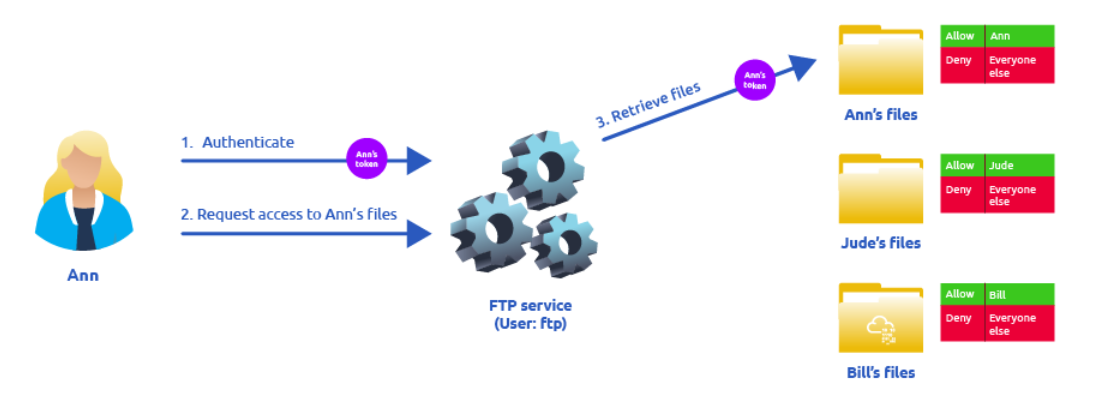 Allow Ann
Deny Everyone
else
Ann's files
3. Retrieve files
Ann's
token
1. Authenticate
Ann's
token
2. Request access to Ann's files
Ann
FTP service
(User: ftp)
Allow Jude
Deny Everyone
else
Jude's files
Allow Bill
Deny Everyone
else
Bill's files